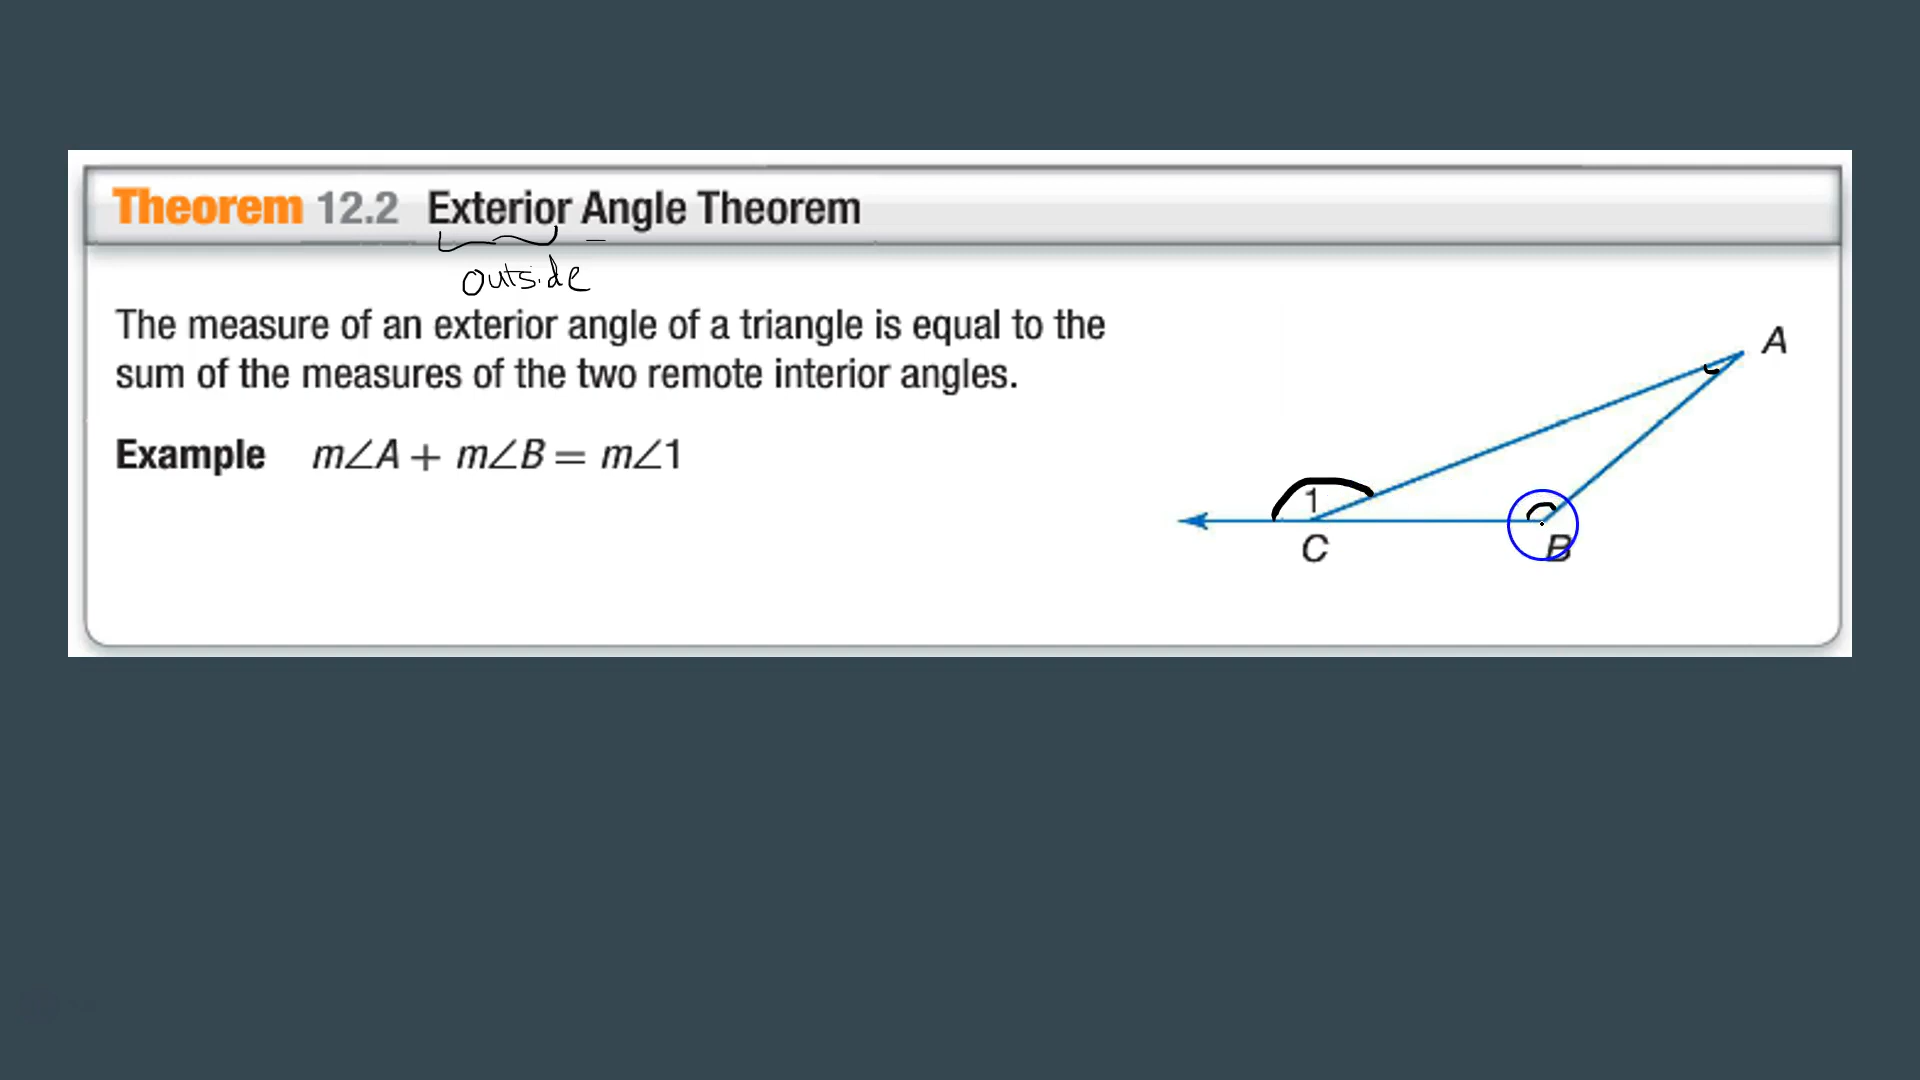 Theorem 12.2 Exterior Angle Theorem
outside
The measure of an exterior angle of a triangle is equal to the
sum of the measures of the two remote interior angles.
Example m∠A + m∠B = m∠1
A
1
C
B